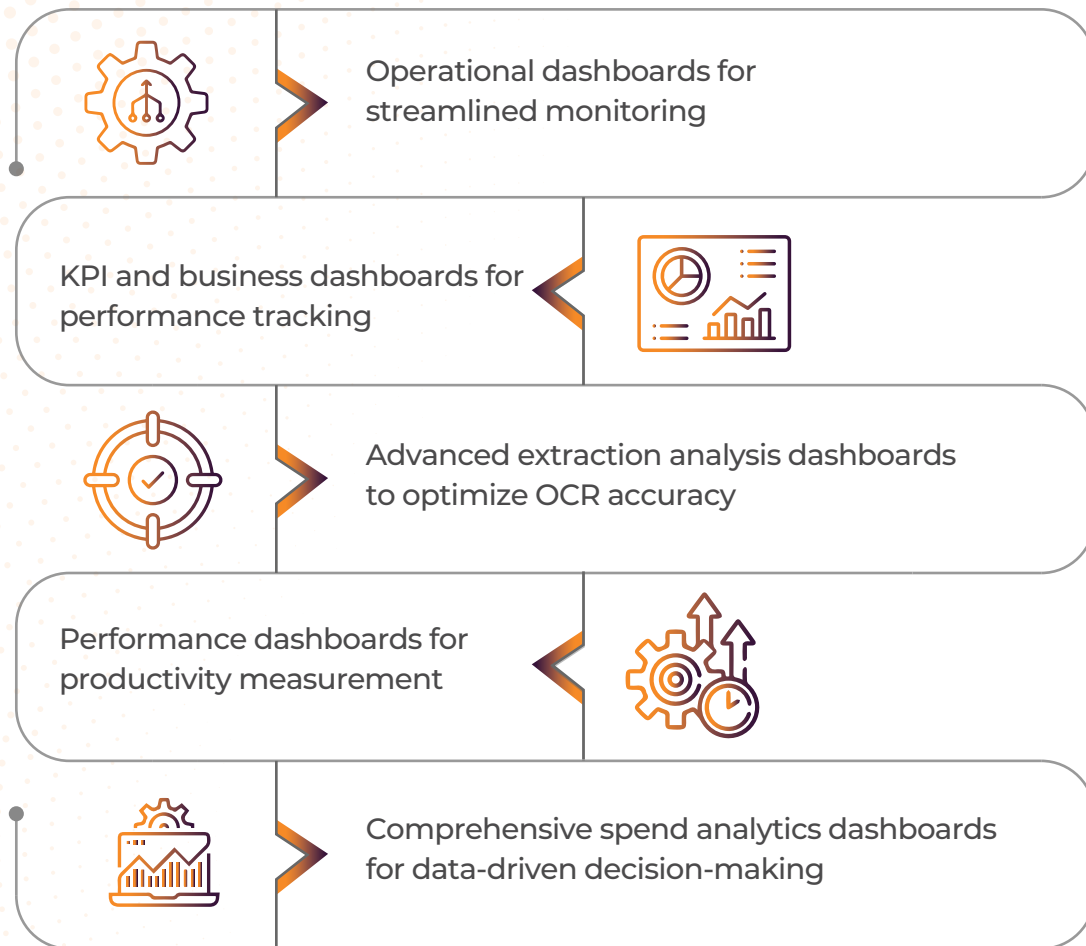 Operational dashboards for
streamlined monitoring
KPI and business dashboards for
performance tracking
Advanced extraction analysis dashboards
to optimize OCR accuracy
Performance dashboards for
productivity measurement
Comprehensive spend analytics dashboards
for data-driven decision-making